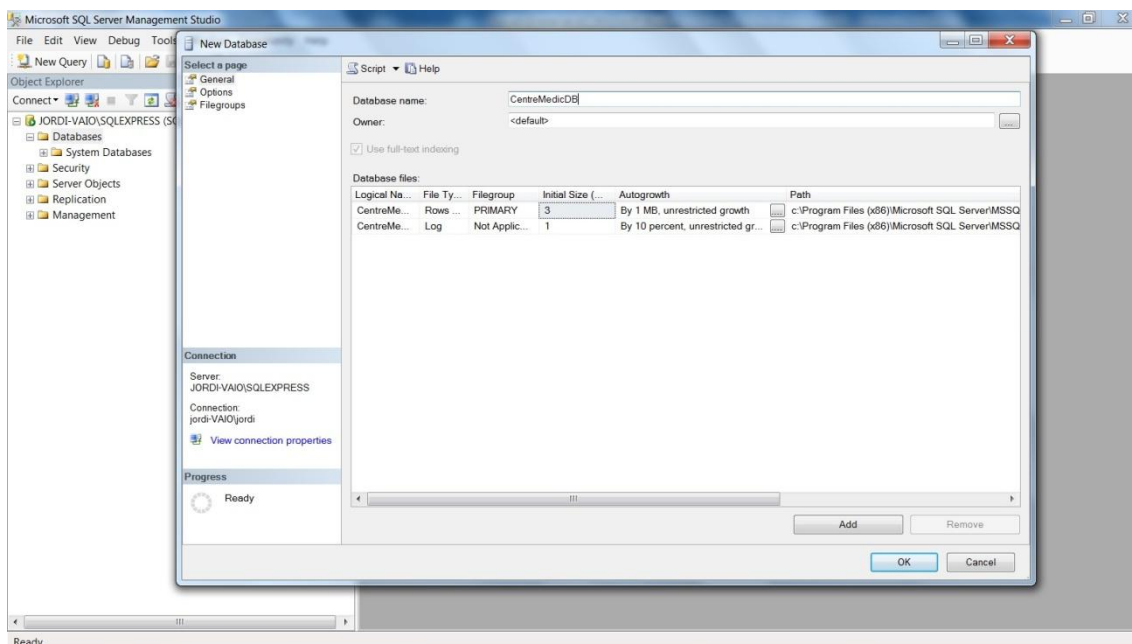 Microsoft SQL Server Management Studio
File Edit View Debug Tools
New Database
New Query
Select a page
General
Options
Filegroups
Script Help
Object Explorer
Connect
JORDI-VAIO\SQLEXPRESS (SQ
Databases
System Databases
Security
Server Objects
Replication
Management
Database name: CentreMedicDB
Owner: <default>
...
Use full-text indexing
Database files:
Logical Na... File Ty... Filegroup Initial Size (... Autogrowth Path
CentreMe... Rows ... PRIMARY 3 By 1 MB, unrestricted growth ... c:\Program Files (x86)\Microsoft SQL Server\MSSQ
CentreMe... Log Not Applic... 1 By 10 percent, unrestricted gr... ... c:\Program Files (x86)\Microsoft SQL Server\MSSQ
Connection
Server:
JORDI-VAIO\SQLEXPRESS
Connection:
jordi-VAIO\jordi
View connection properties
Progress
Ready
Add Remove
OK Cancel
Ready